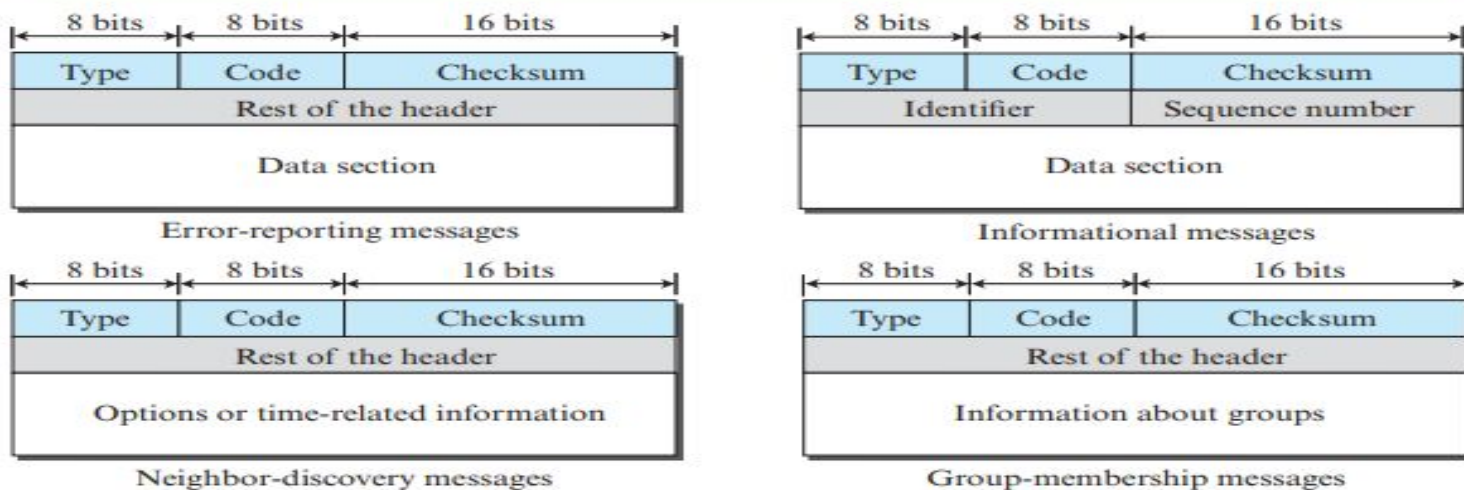 8 bits 8 bits 16 bits
Type Code Checksum
Rest of the header
Data section
Error-reporting messages
8 bits 8 bits 16 bits
Type Code Checksum
Identifier Sequence number
Data section
Informational messages
8 bits 8 bits 16 bits
Type Code Checksum
Rest of the header
Options or time-related information
Neighbor-discovery messages
8 bits 8 bits 16 bits
Type Code Checksum
Rest of the header
Information about groups
Group-membership messages